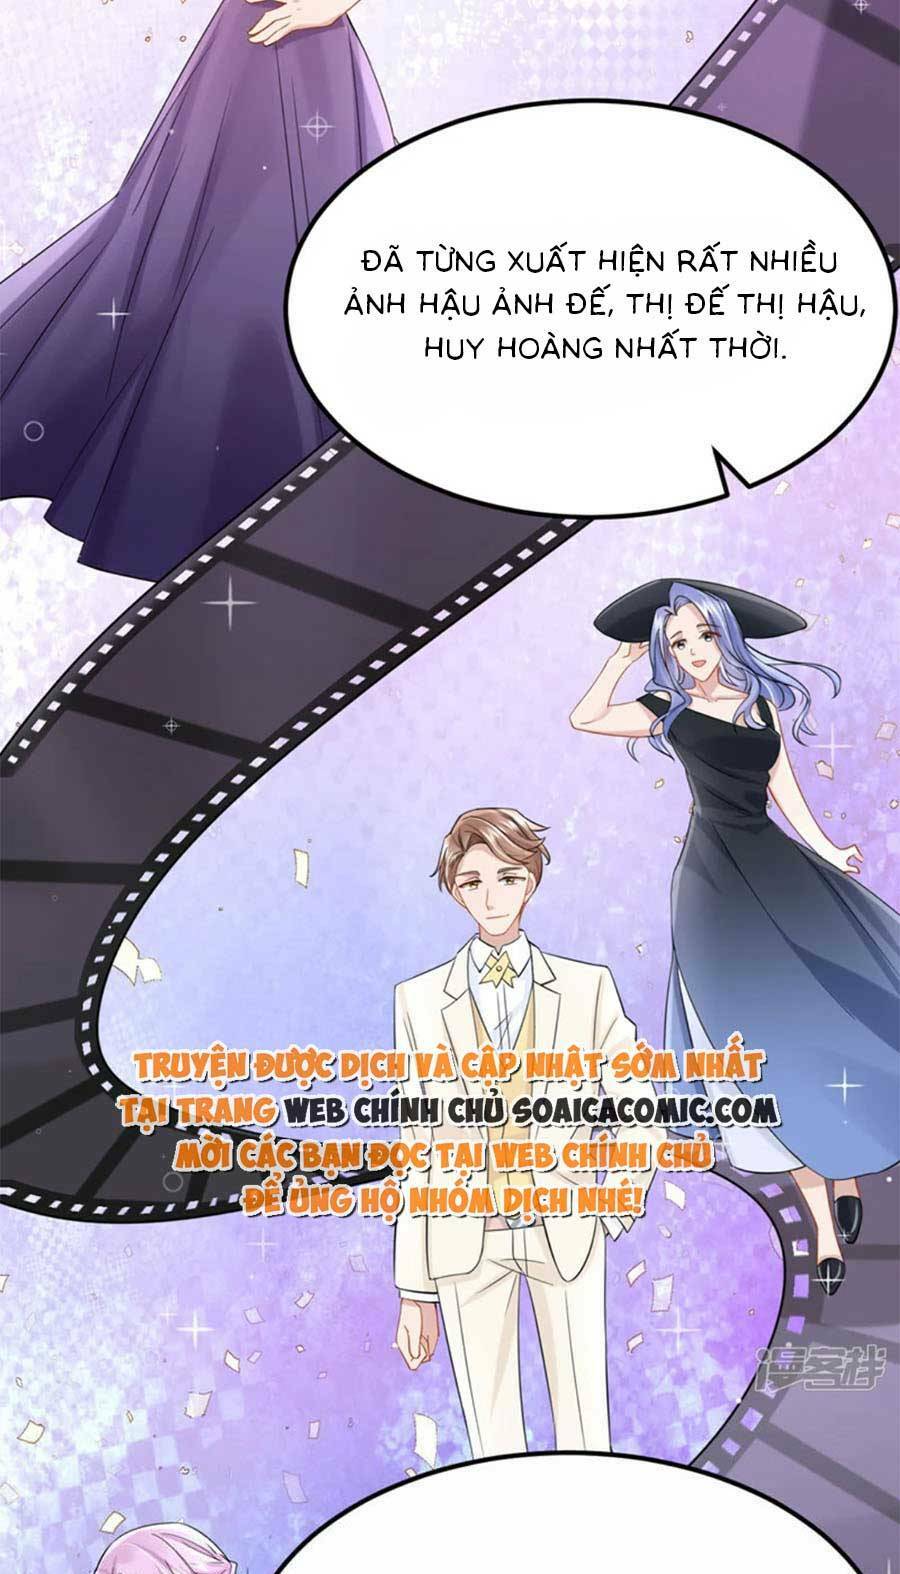 ĐÃ TỪNG XUẤT HIỆN RẤT NHIỀU
ẢNH HẬU ẢNH ĐẾ, THỊ ĐẾ THỊ HẬU,
HUY HOÀNG NHẤT THỜI.
TRUYỆN ĐƯỢC DỊCH VÀ CẬP NHẬT SỚM NHẤT
TẠI TRANG WEB CHÍNH CHỦ SOAICACOMIC.COM
MỜI CÁC BẠN ĐỌC TẠI WEB CHÍNH CHỦ
ĐỂ ỦNG HỘ NHÓM DỊCH NHÉ!
漫客栈